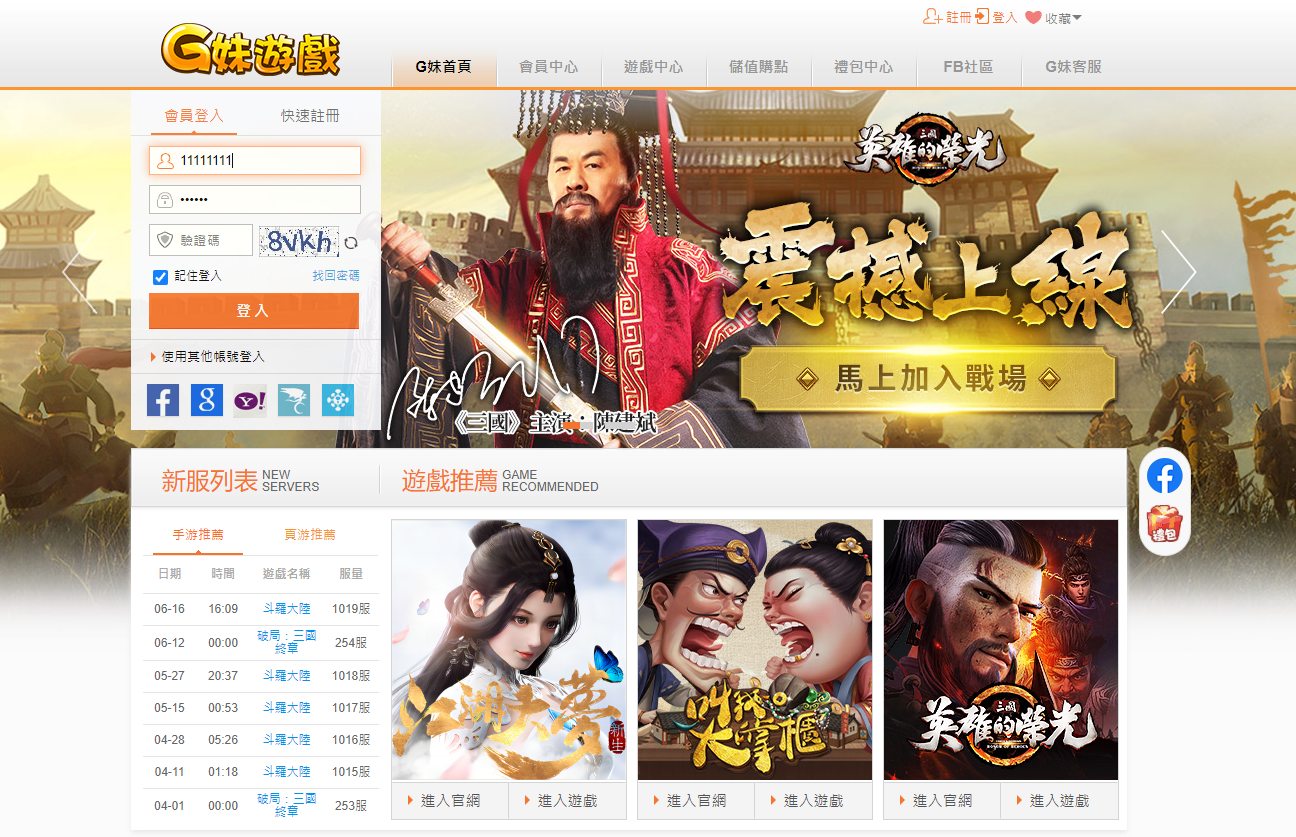 註冊 登入 收藏
G妹遊戲
G妹首頁 會員中心 遊戲中心 儲值購點 禮包中心 FB社區 G妹客服
會員登入 快速註冊
11111111
••••••
驗證碼 8vkh
記住登入 找回密碼
登入
使用其他帳號登入
三國
英雄的榮光
HONOR OF HEROES
震撼上線
馬上加入戰場
《三國》 主演：陳建斌
禮包
新服列表 NEW SERVERS
遊戲推薦 GAME RECOMMENDED
手游推薦 頁游推薦
日期 時間 遊戲名稱 服量
06-16 16:09 斗羅大陸 1019服
06-12 00:00 破局：三國終章 254服
05-27 20:37 斗羅大陸 1018服
05-15 00:53 斗羅大陸 1017服
04-28 05:26 斗羅大陸 1016服
04-11 01:18 斗羅大陸 1015服
04-01 00:00 破局：三國終章 253服
江湖大夢
新生
進入官網 進入遊戲
叫我大掌櫃
進入官網 進入遊戲
三國
英雄的榮光
HONOR OF HEROES
進入官網 進入遊戲